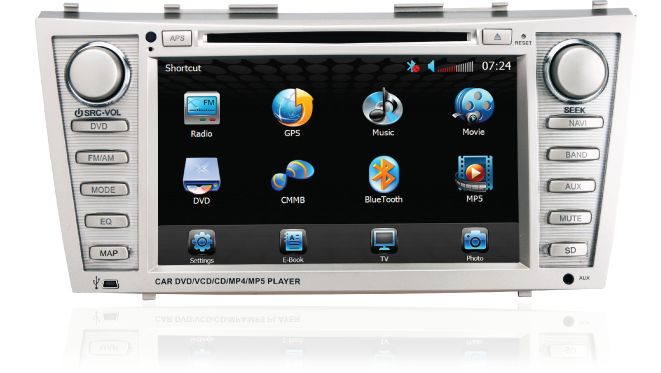 APS
RESET
Shortcut 07:24
SRC-VOL
SEEK
DVD
FM/AM
MODE
EQ
MAP
FM
Radio GPS Music Movie
DVD CMMB BlueTooth MP5
Settings E-Book TV Photo
NAVI
BAND
AUX
MUTE
SD
CAR DVD/VCD/CD/MP4/MP5 PLAYER
AUX